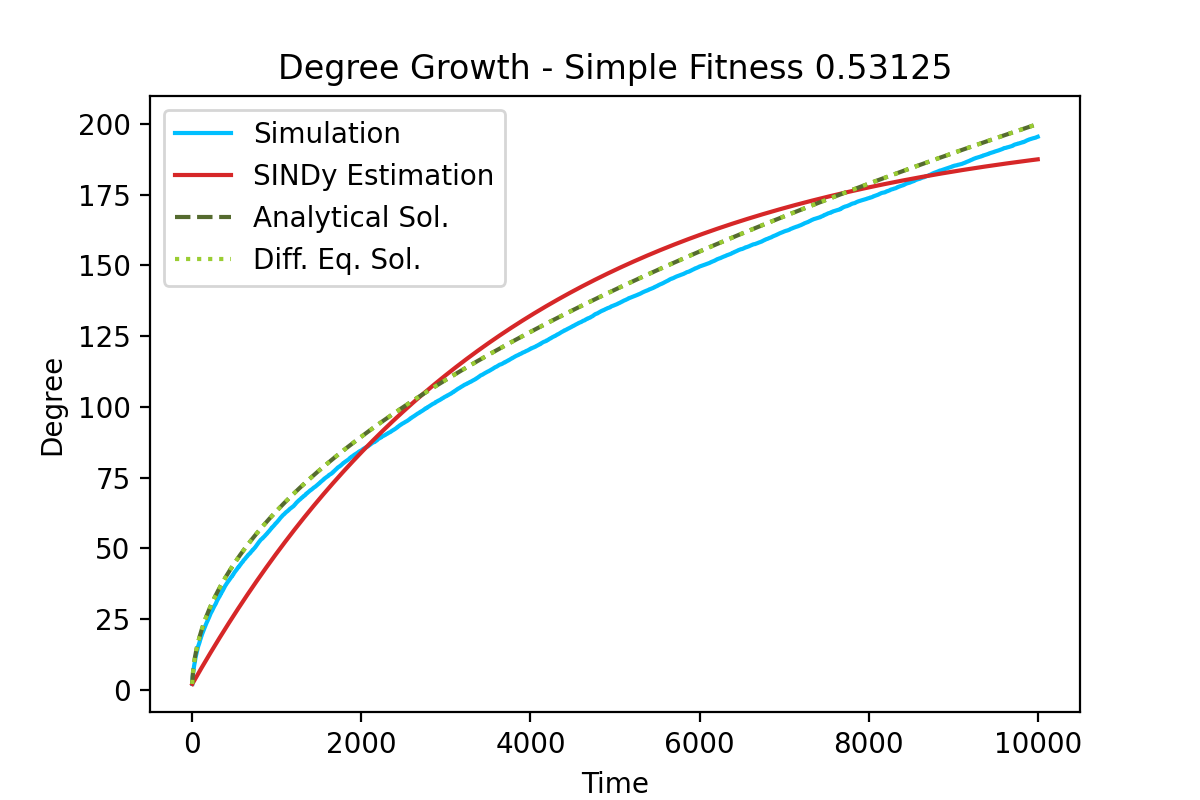 Degree Growth - Simple Fitness 0.53125
Simulation
SINDy Estimation
Analytical Sol.
Diff. Eq. Sol.
200
175
150
125
100
75
50
25
0
Degree
0 2000 4000 6000 8000 10000
Time